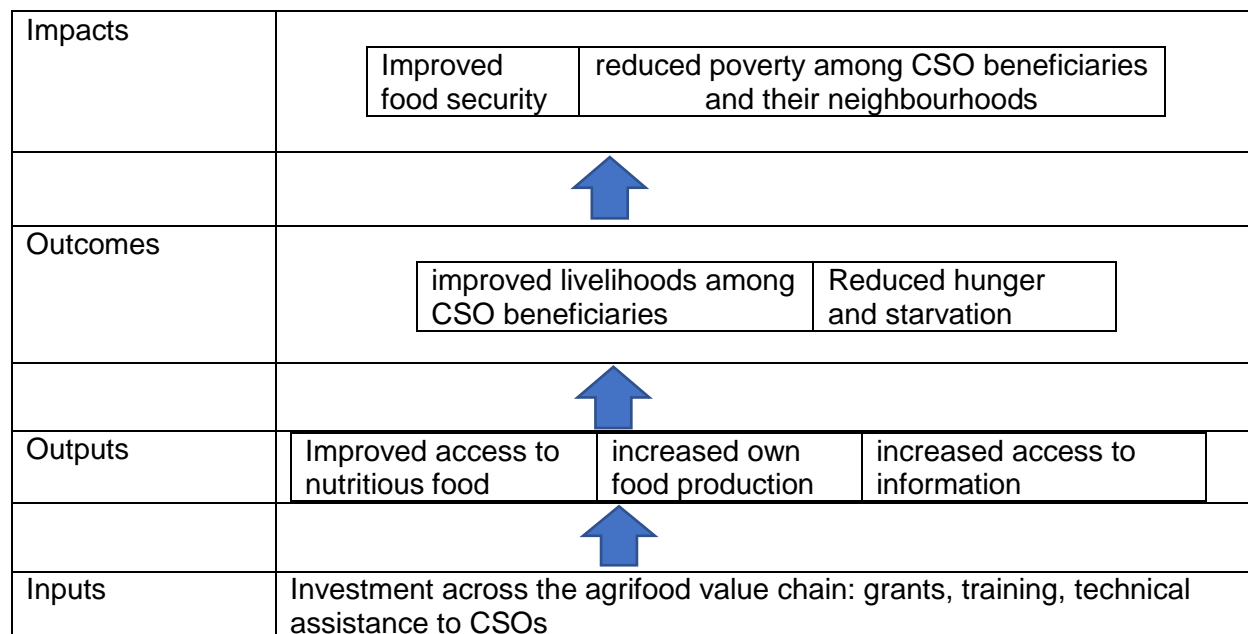 Impacts
Improved
food security
reduced poverty among CSO beneficiaries
and their neighbourhoods
Outcomes
improved livelihoods among
CSO beneficiaries
Reduced hunger
and starvation
Outputs
Improved access to
nutritious food
increased own
food production
increased access to
information
Inputs
Investment across the agrifood value chain: grants, training, technical
assistance to CSOs